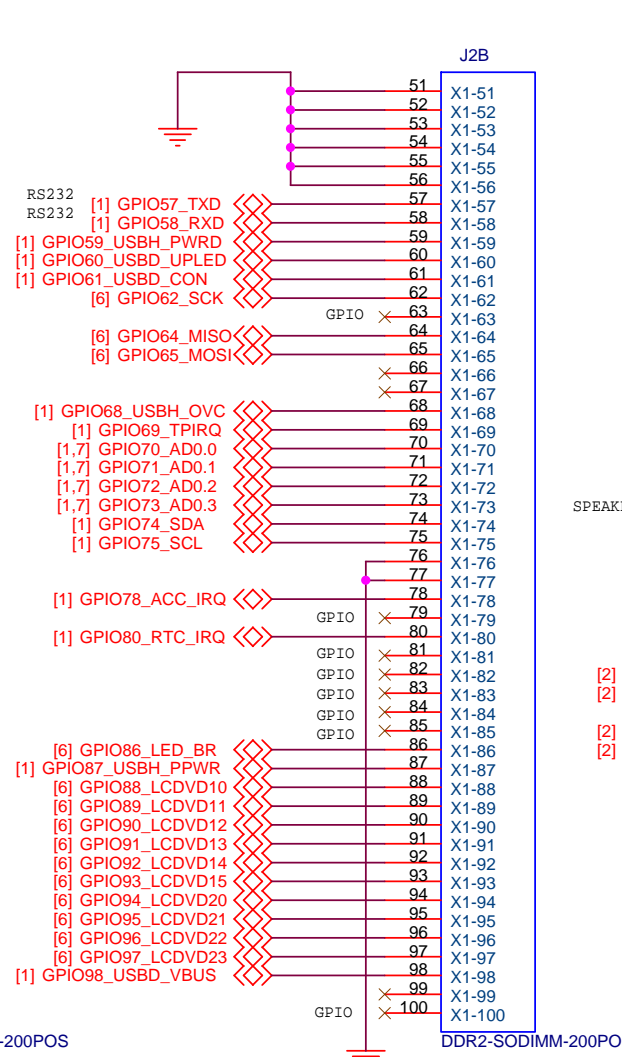 J2B
51 X1-51
52 X1-52
53 X1-53
54 X1-54
55 X1-55
56 X1-56
RS232 [1] GPIO57_TXD 57 X1-57
RS232 [1] GPIO58_RXD 58 X1-58
[1] GPIO59_USBH_PWRD 59 X1-59
[1] GPIO60_USBD_UPLED 60 X1-60
[1] GPIO61_USBD_CON 61 X1-61
[6] GPIO62_SCK 62 X1-62
GPIO 63 X1-63
[6] GPIO64_MISO 64 X1-64
[6] GPIO65_MOSI 65 X1-65
66 X1-66
67 X1-67
[1] GPIO68_USBH_OVC 68 X1-68
[1] GPIO69_TPIRQ 69 X1-69
[1,7] GPIO70_AD0.0 70 X1-70
[1,7] GPIO71_AD0.1 71 X1-71
[1,7] GPIO72_AD0.2 72 X1-72
[1,7] GPIO73_AD0.3 73 X1-73 SPEAK
[1] GPIO74_SDA 74 X1-74
[1] GPIO75_SCL 75 X1-75
76 X1-76
77 X1-77
[1] GPIO78_ACC_IRQ 78 X1-78
GPIO 79 X1-79
[1] GPIO80_RTC_IRQ 80 X1-80
GPIO 81 X1-81
GPIO 82 X1-82 [2]
GPIO 83 X1-83 [2]
GPIO 84 X1-84
GPIO 85 X1-85 [2]
[6] GPIO86_LED_BR 86 X1-86 [2]
[1] GPIO87_USBH_PPWR 87 X1-87
[6] GPIO88_LCDVD10 88 X1-88
[6] GPIO89_LCDVD11 89 X1-89
[6] GPIO90_LCDVD12 90 X1-90
[6] GPIO91_LCDVD13 91 X1-91
[6] GPIO92_LCDVD14 92 X1-92
[6] GPIO93_LCDVD15 93 X1-93
[6] GPIO94_LCDVD20 94 X1-94
[6] GPIO95_LCDVD21 95 X1-95
[6] GPIO96_LCDVD22 96 X1-96
[6] GPIO97_LCDVD23 97 X1-97
[1] GPIO98_USBD_VBUS 98 X1-98
99 X1-99
GPIO 100 X1-100
-200POS DDR2-SODIMM-200PO